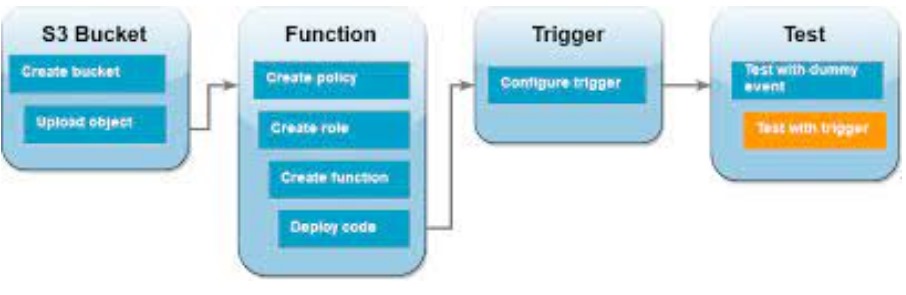 S3 Bucket
Create bucket
Upload object
Function
Create policy
Create role
Create function
Deploy code
Trigger
Configure trigger
Test
Test with dummy
event
Test with trigger